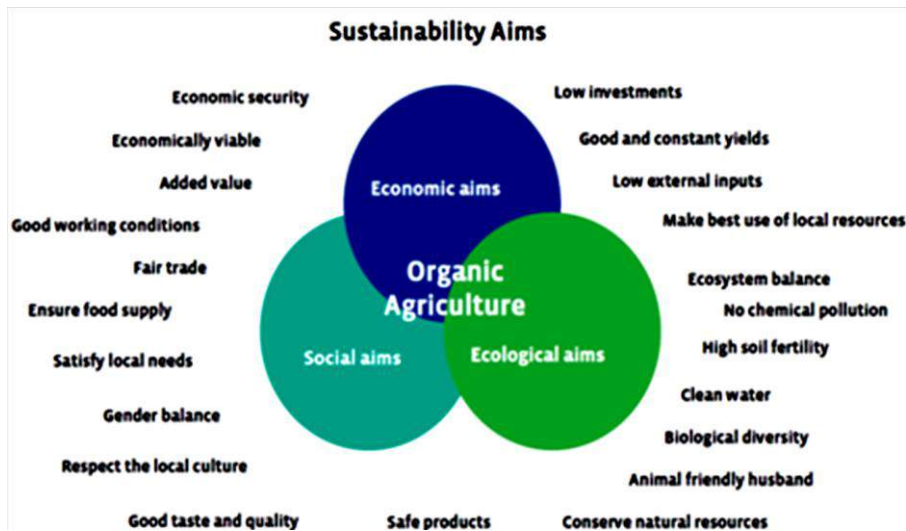 Sustainability Aims
Economic security
Low investments
Economically viable
Good and constant yields
Added value
Economic aims
Low external inputs
Good working conditions
Make best use of local resources
Fair trade
Organic
Agriculture
Ecosystem balance
Ensure food supply
No chemical pollution
Satisfy local needs
Social aims
Ecological aims
High soil fertility
Clean water
Gender balance
Biological diversity
Respect the local culture
Animal friendly husband
Good taste and quality
Safe products
Conserve natural resources